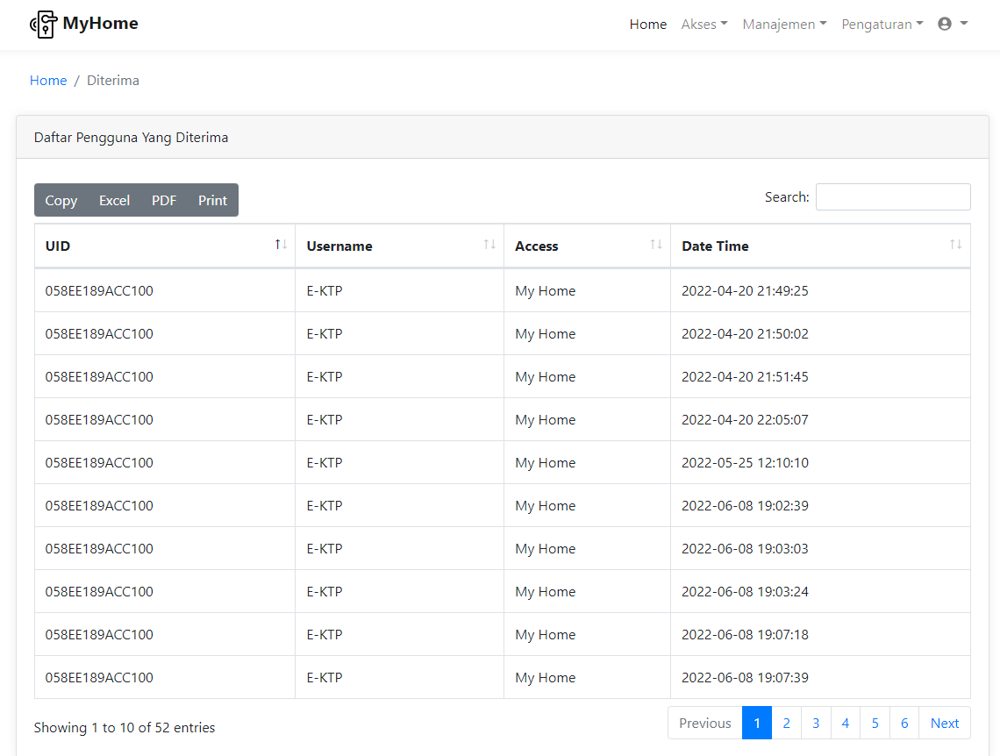 MyHome
Home Akses Manajemen Pengaturan
Home / Diterima
Daftar Pengguna Yang Diterima
Copy Excel PDF Print Search:
UID Username Access Date Time
058EE189ACC100 E-KTP My Home 2022-04-20 21:49:25
058EE189ACC100 E-KTP My Home 2022-04-20 21:50:02
058EE189ACC100 E-KTP My Home 2022-04-20 21:51:45
058EE189ACC100 E-KTP My Home 2022-04-20 22:05:07
058EE189ACC100 E-KTP My Home 2022-05-25 12:10:10
058EE189ACC100 E-KTP My Home 2022-06-08 19:02:39
058EE189ACC100 E-KTP My Home 2022-06-08 19:03:03
058EE189ACC100 E-KTP My Home 2022-06-08 19:03:24
058EE189ACC100 E-KTP My Home 2022-06-08 19:07:18
058EE189ACC100 E-KTP My Home 2022-06-08 19:07:39
Showing 1 to 10 of 52 entries Previous 1 2 3 4 5 6 Next